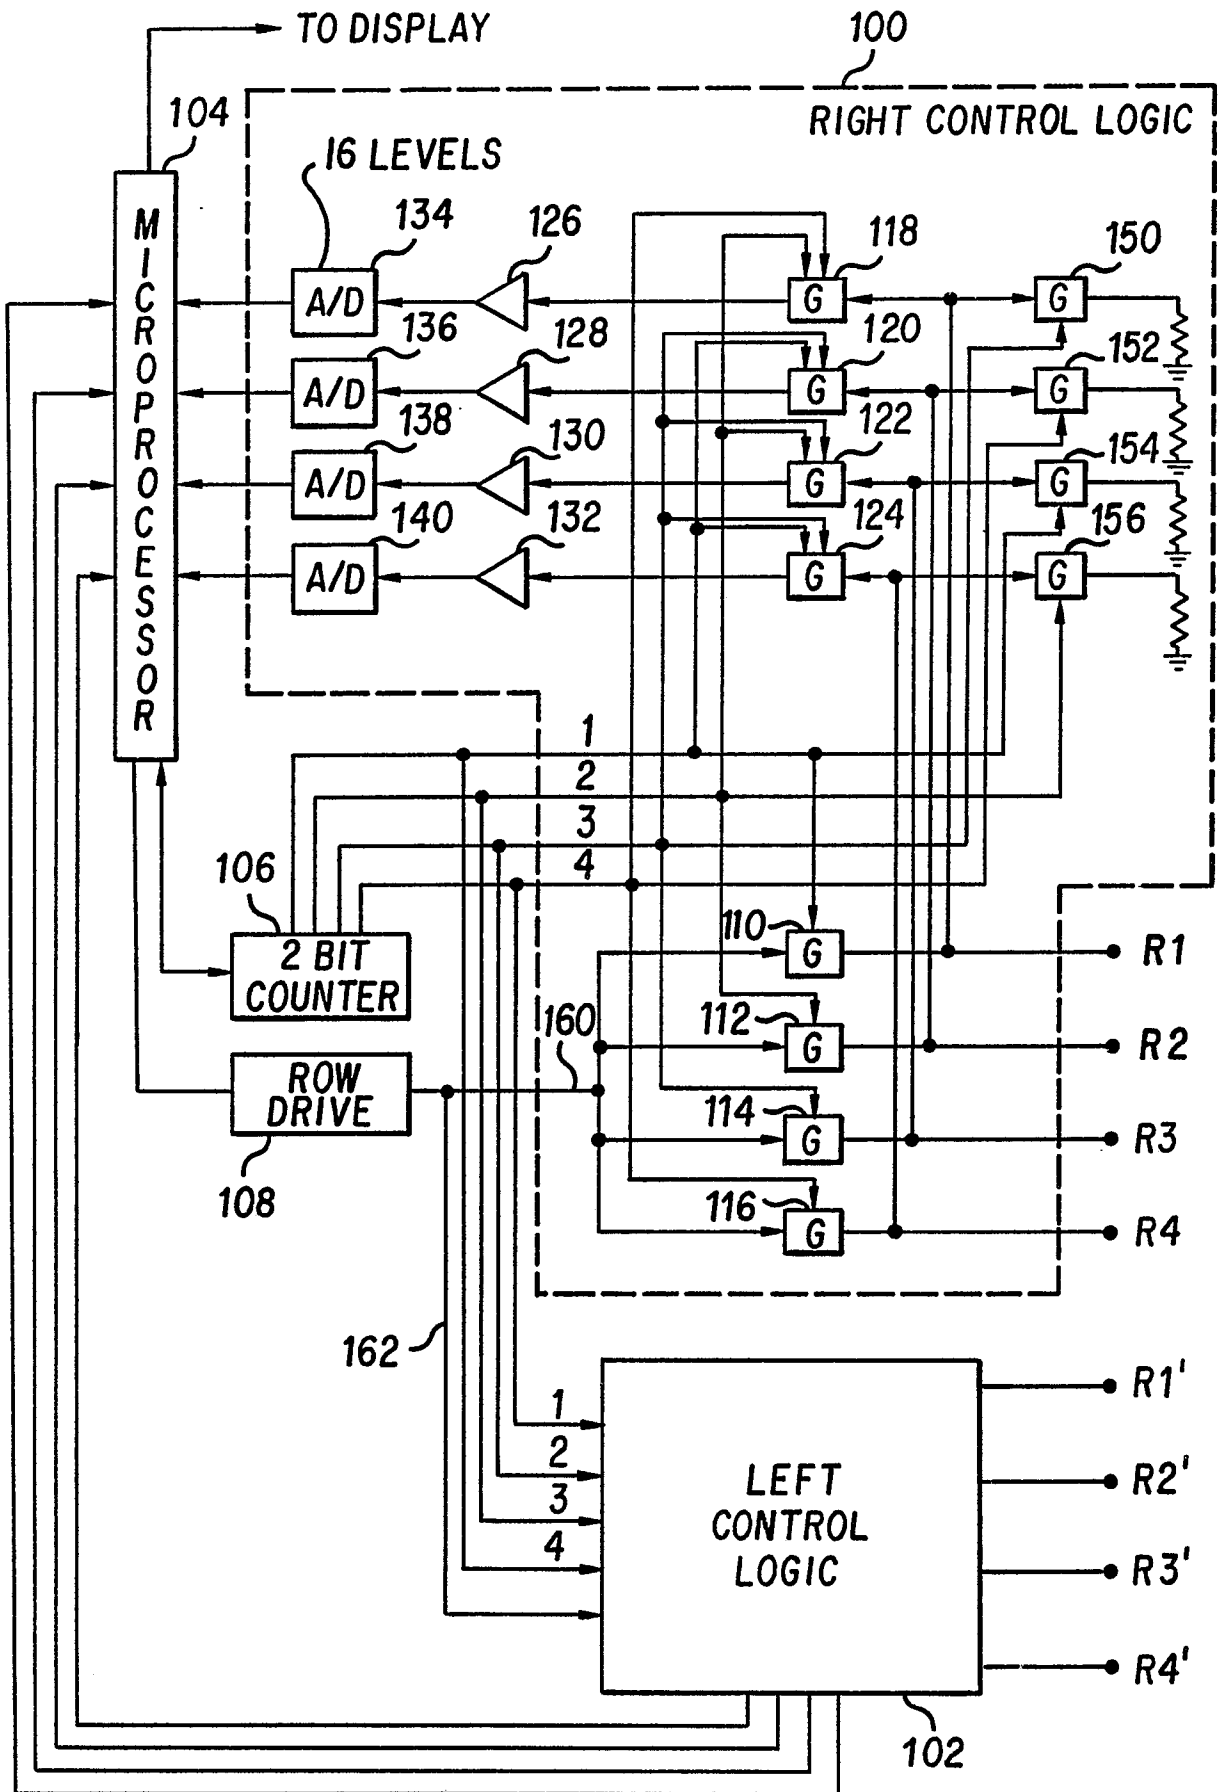 TO DISPLAY
100
104
RIGHT CONTROL LOGIC
16 LEVELS
134
126
118
150
MICROPROCESSOR
A/D
G
G
136
128
120
152
A/D
G
G
138
130
122
154
A/D
G
G
140
132
124
156
A/D
G
G
1
2
3
4
106
110
2 BIT
COUNTER
G
R1
160
112
G
R2
ROW
DRIVE
114
G
R3
108
116
G
R4
162
R1'
1
2
3
4
LEFT
CONTROL
LOGIC
R2'
R3'
R4'
102